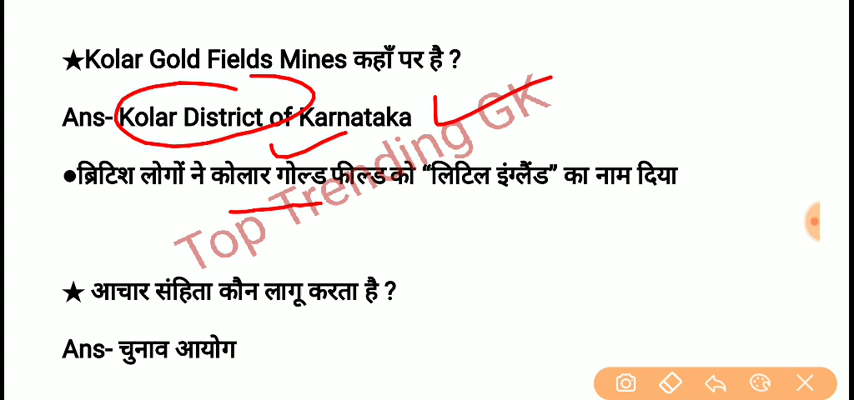 ★Kolar Gold Fields Mines कहाँ पर है ?
Ans- Kolar District of Karnataka
●ब्रिटिश लोगों ने कोलार गोल्ड फील्ड को “लिटिल इंग्लैंड” का नाम दिया
Top Trending GK
★ आचार संहिता कौन लागू करता है ?
Ans- चुनाव आयोग